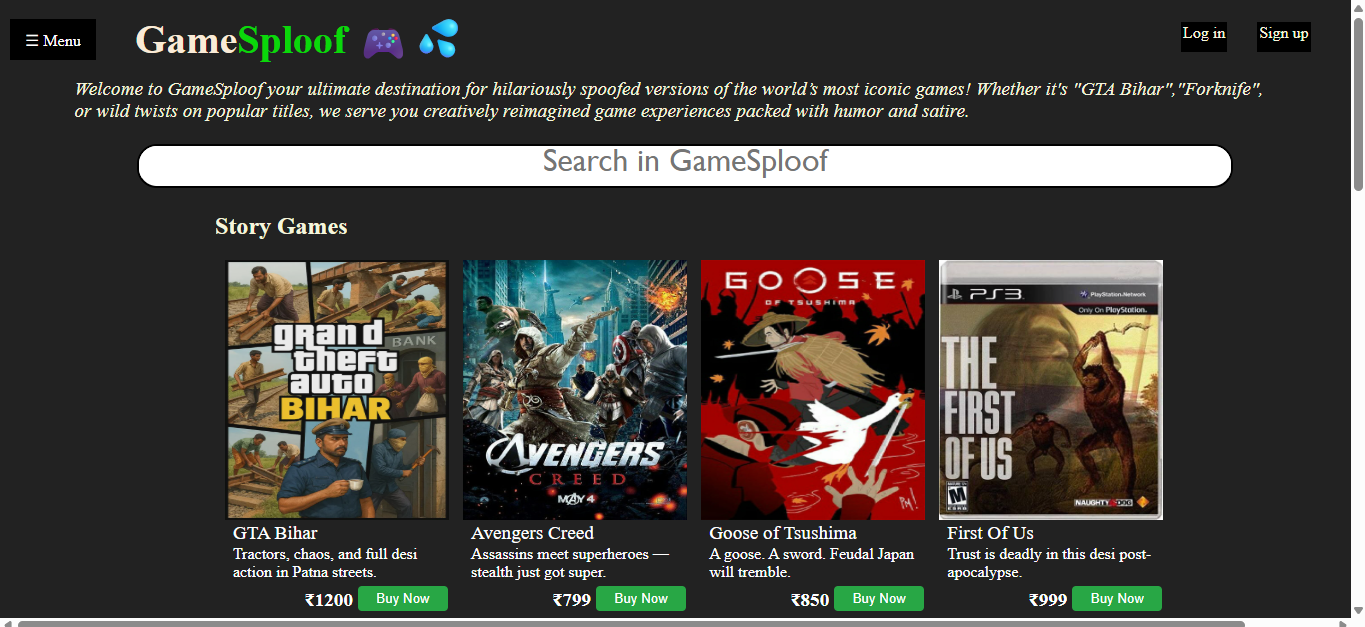 ☰ Menu
GameSploof 🎮 💦
Log in
Sign up
Welcome to GameSploof your ultimate destination for hilariously spoofed versions of the world’s most iconic games! Whether it's "GTA Bihar","Forknife",
or wild twists on popular titles, we serve you creatively reimagined game experiences packed with humor and satire.
Search in GameSploof
Story Games
grand
theft
auto
BIHAR
BANK
AVENGERS
CREED
MAY 4
GOOSE
OF TSUSHIMA
PM!
PS3
PlayStation Network
Only On PlayStation.
THE
FIRST
OF US
M
ESRB
NAUGHTY DOG
GTA Bihar
Tractors, chaos, and full desi
action in Patna streets.
₹1200 Buy Now
Avengers Creed
Assassins meet superheroes —
stealth just got super.
₹799 Buy Now
Goose of Tsushima
A goose. A sword. Feudal Japan
will tremble.
₹850 Buy Now
First Of Us
Trust is deadly in this desi post-
apocalypse.
₹999 Buy Now